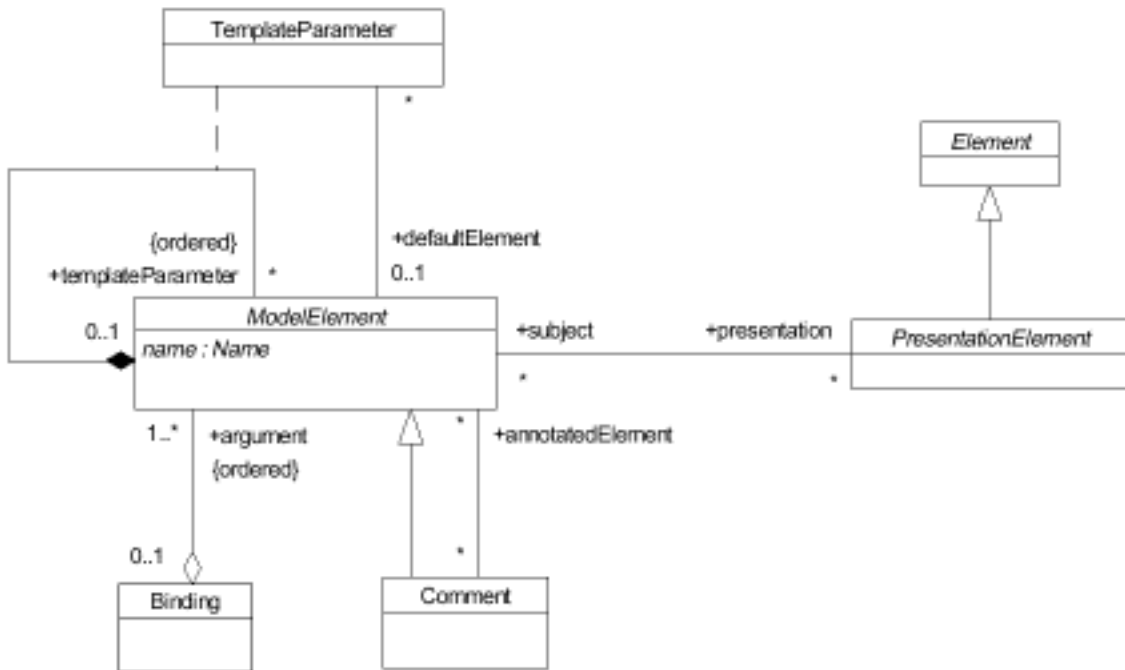 TemplateParameter
*
Element
{ordered}
+templateParameter
*
+defaultElement
0..1
0..1
ModelElement
name : Name
+subject
*
+presentation
*
PresentationElement
1..*
+argument
{ordered}
*
+annotatedElement
0..1
*
Binding
Comment